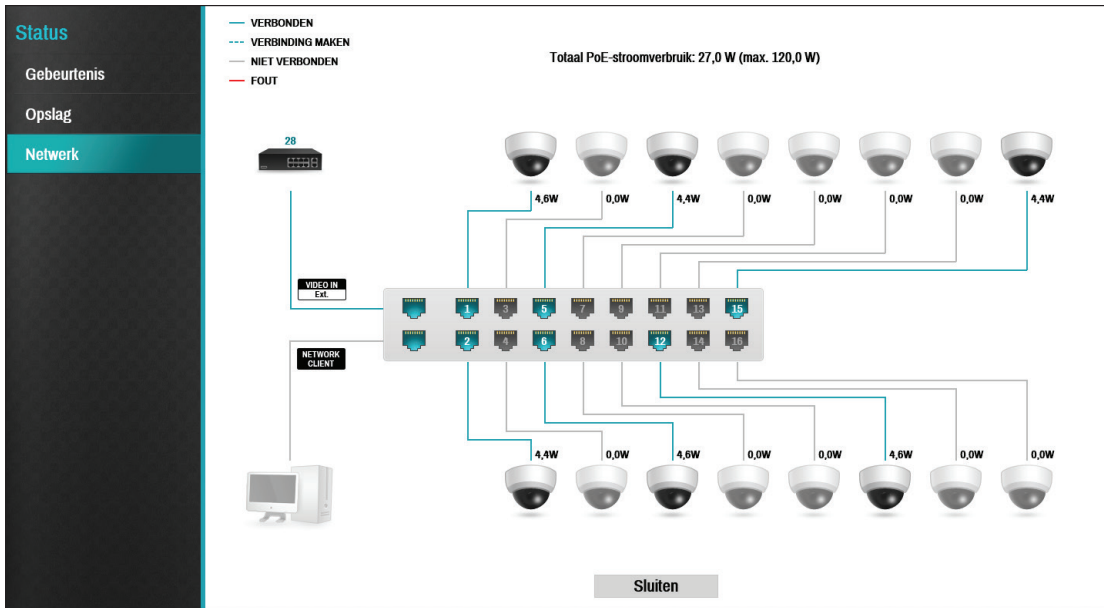 Status
Gebeurtenis
Opslag
Netwerk
VERBONDEN
VERBINDING MAKEN
NIET VERBONDEN
FOUT
Totaal PoE-stroomverbruik: 27,0 W (max. 120,0 W)
28
4,6W 0,0W 4,4W 0,0W 0,0W 0,0W 0,0W 4,4W
VIDEO IN
Ext.
1 3 5 7 9 11 13 15
2 4 6 8 10 12 14 16
NETWORK
CLIENT
4,4W 0,0W 4,6W 0,0W 0,0W 4,6W 0,0W 0,0W
Sluiten